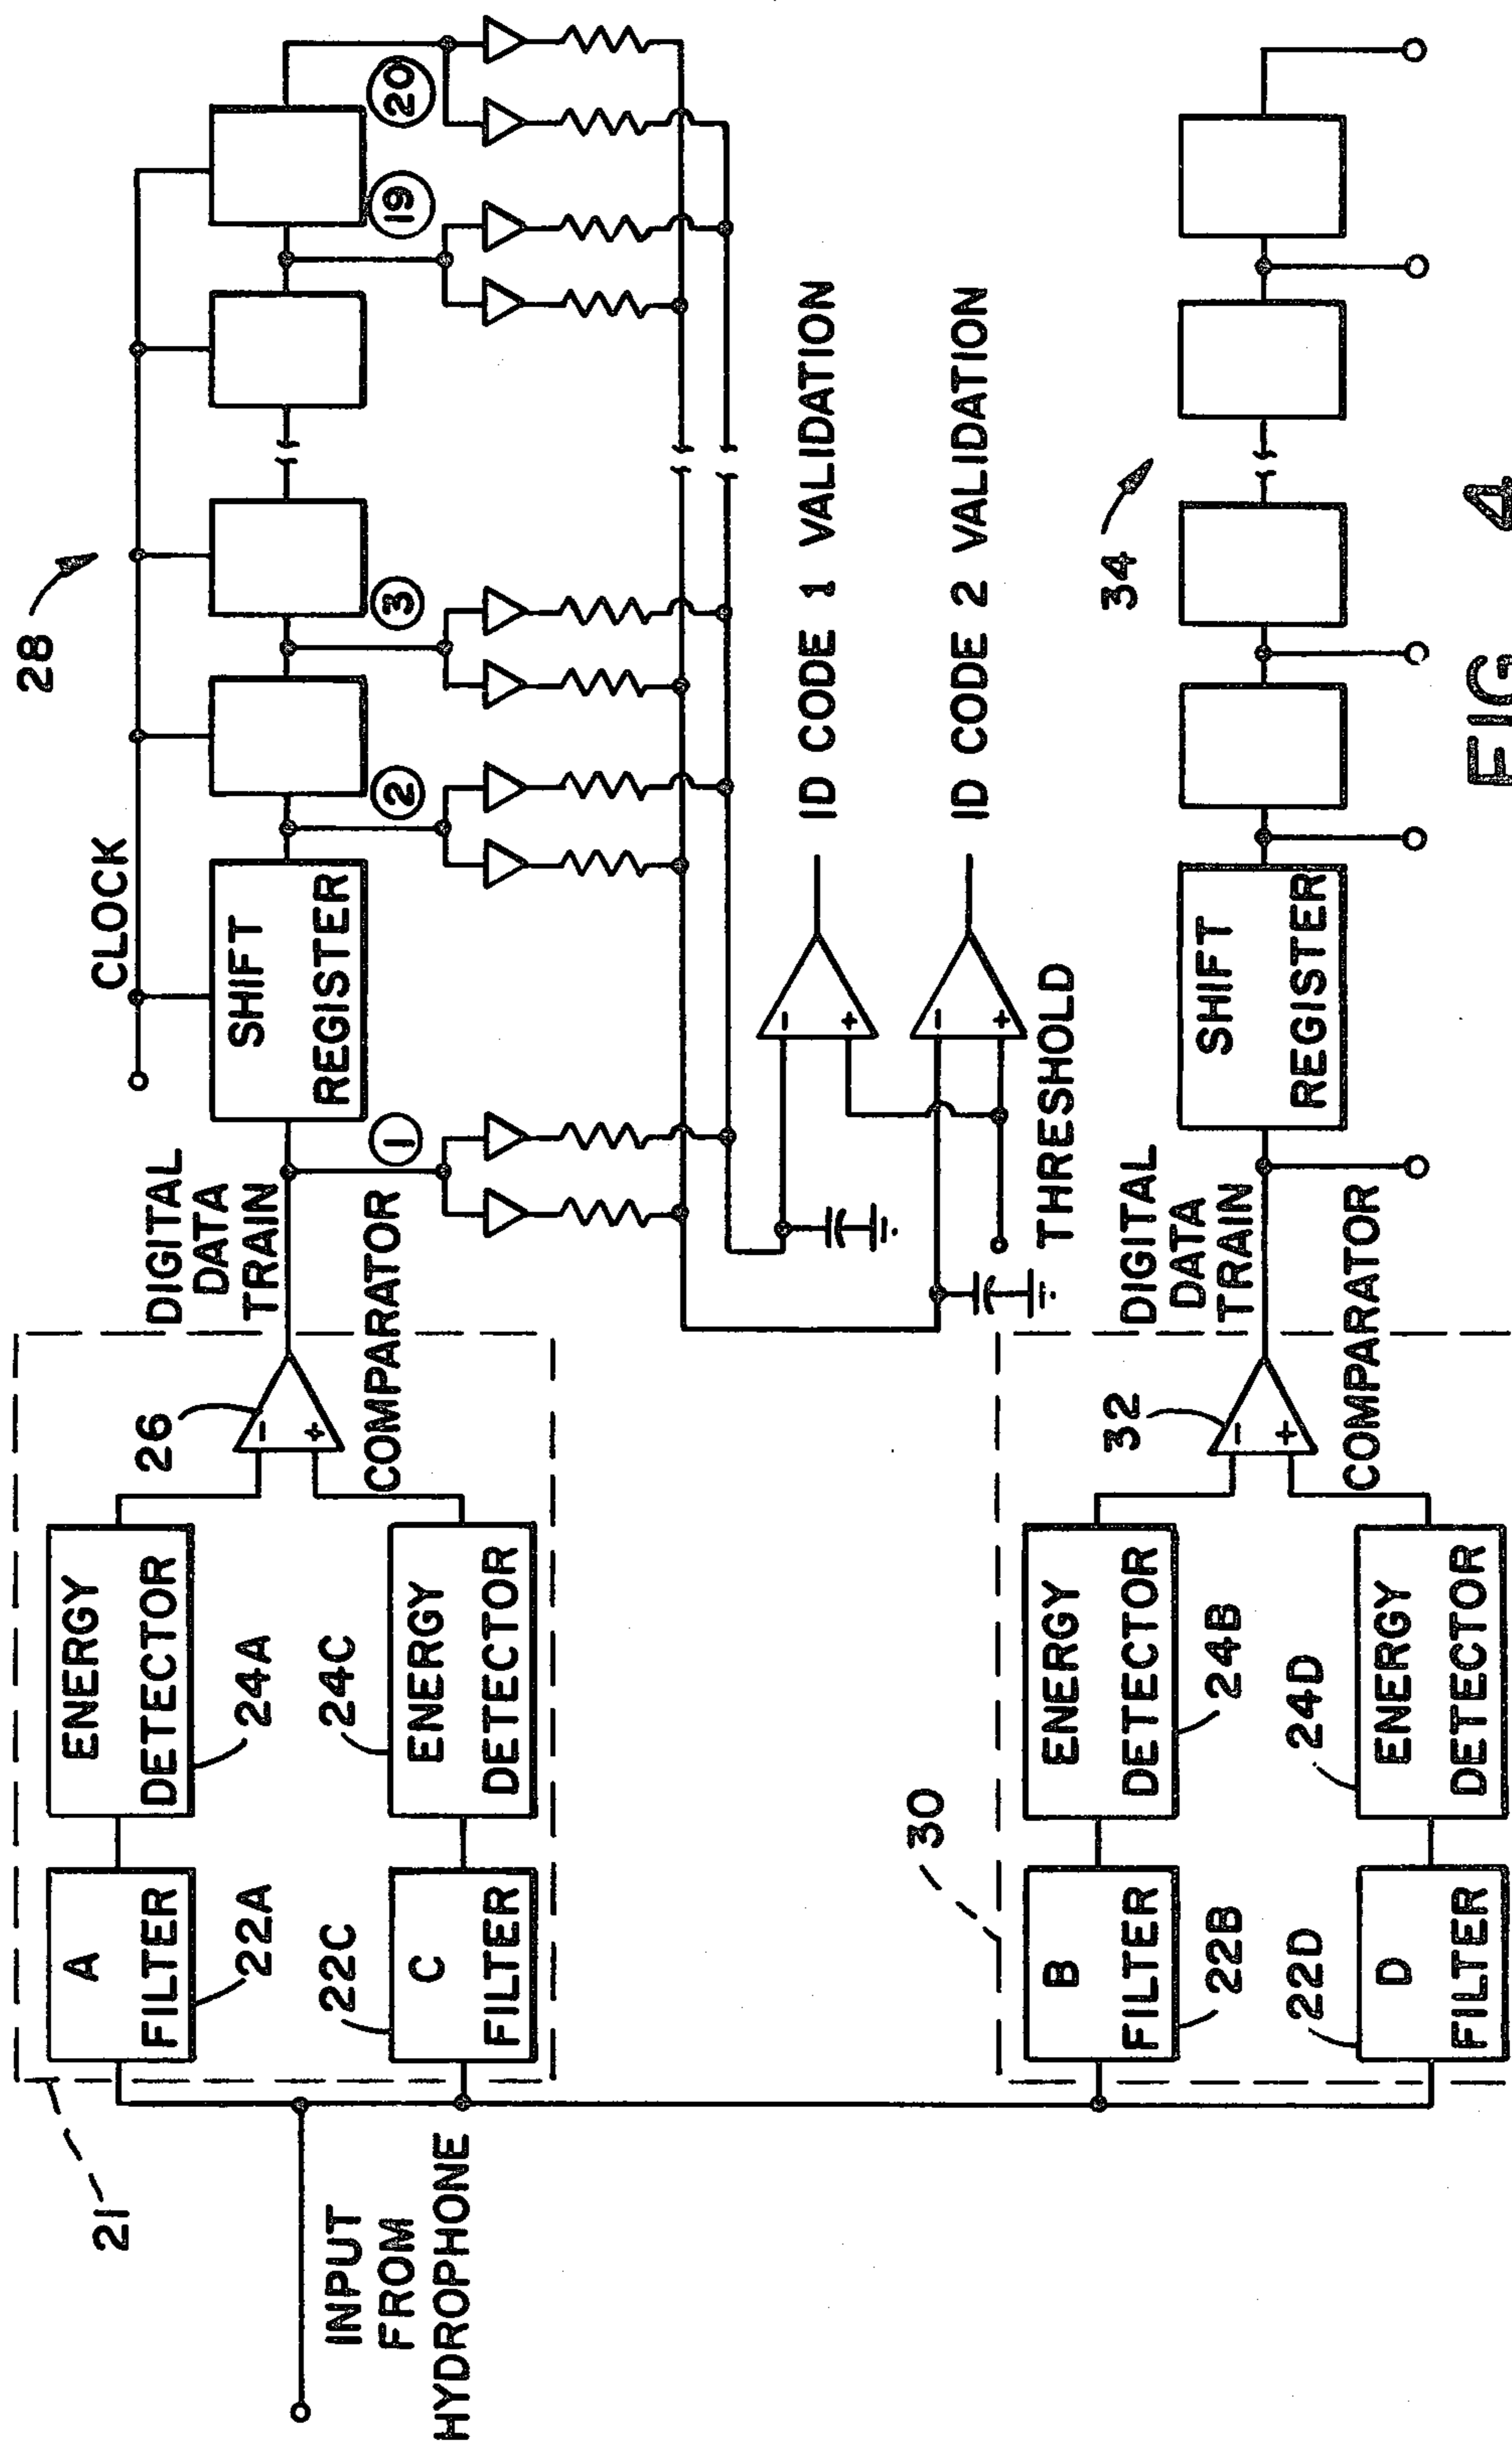 28
CLOCK
21
A
FILTER
22A
ENERGY
DETECTOR
24A
26
-
+
COMPARATOR
DIGITAL
DATA
TRAIN
SHIFT
REGISTER
1
2
3
19
20
INPUT
FROM
HYDROPHONE
22C
C
FILTER
24C
ENERGY
DETECTOR
-
+
ID CODE 1 VALIDATION
-
+
ID CODE 2 VALIDATION
THRESHOLD
30
B
FILTER
22B
ENERGY
DETECTOR
24B
32
-
+
COMPARATOR
DIGITAL
DATA
TRAIN
SHIFT
REGISTER
34
22D
D
FILTER
24D
ENERGY
DETECTOR
FIG 4